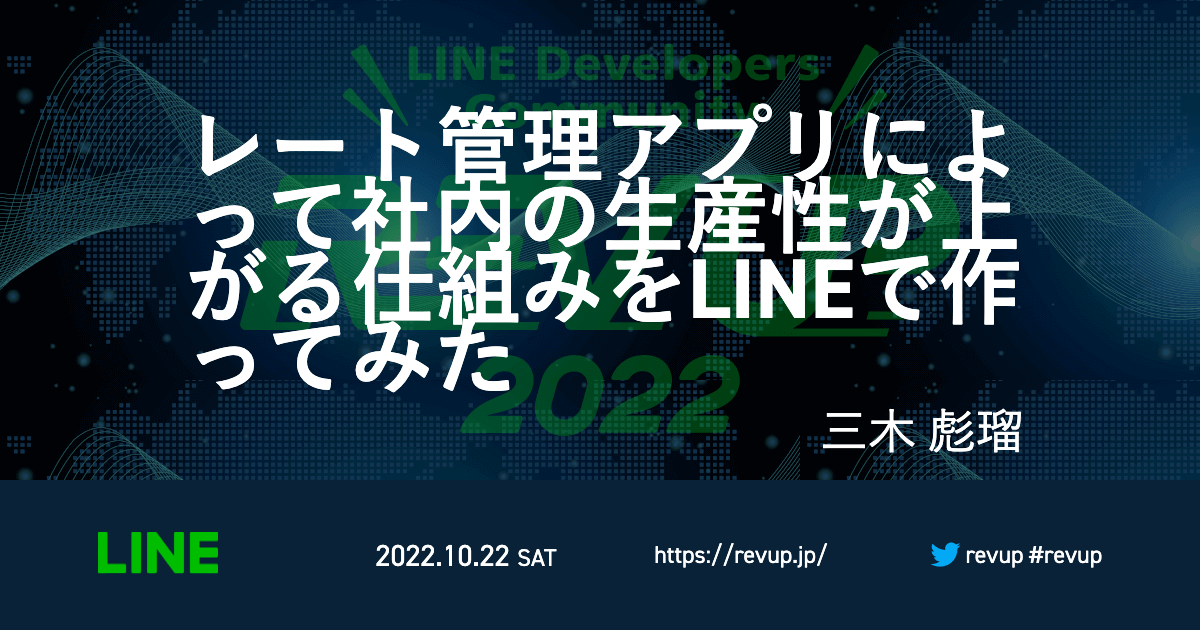 LINE Developers
Community
レート管理アプリによ
って社内の生産性が上
がる仕組みをLINEで作
ってみた
2022
三木 彪瑠
LINE
2022.10.22 SAT
https://revup.jp/
revup #revup